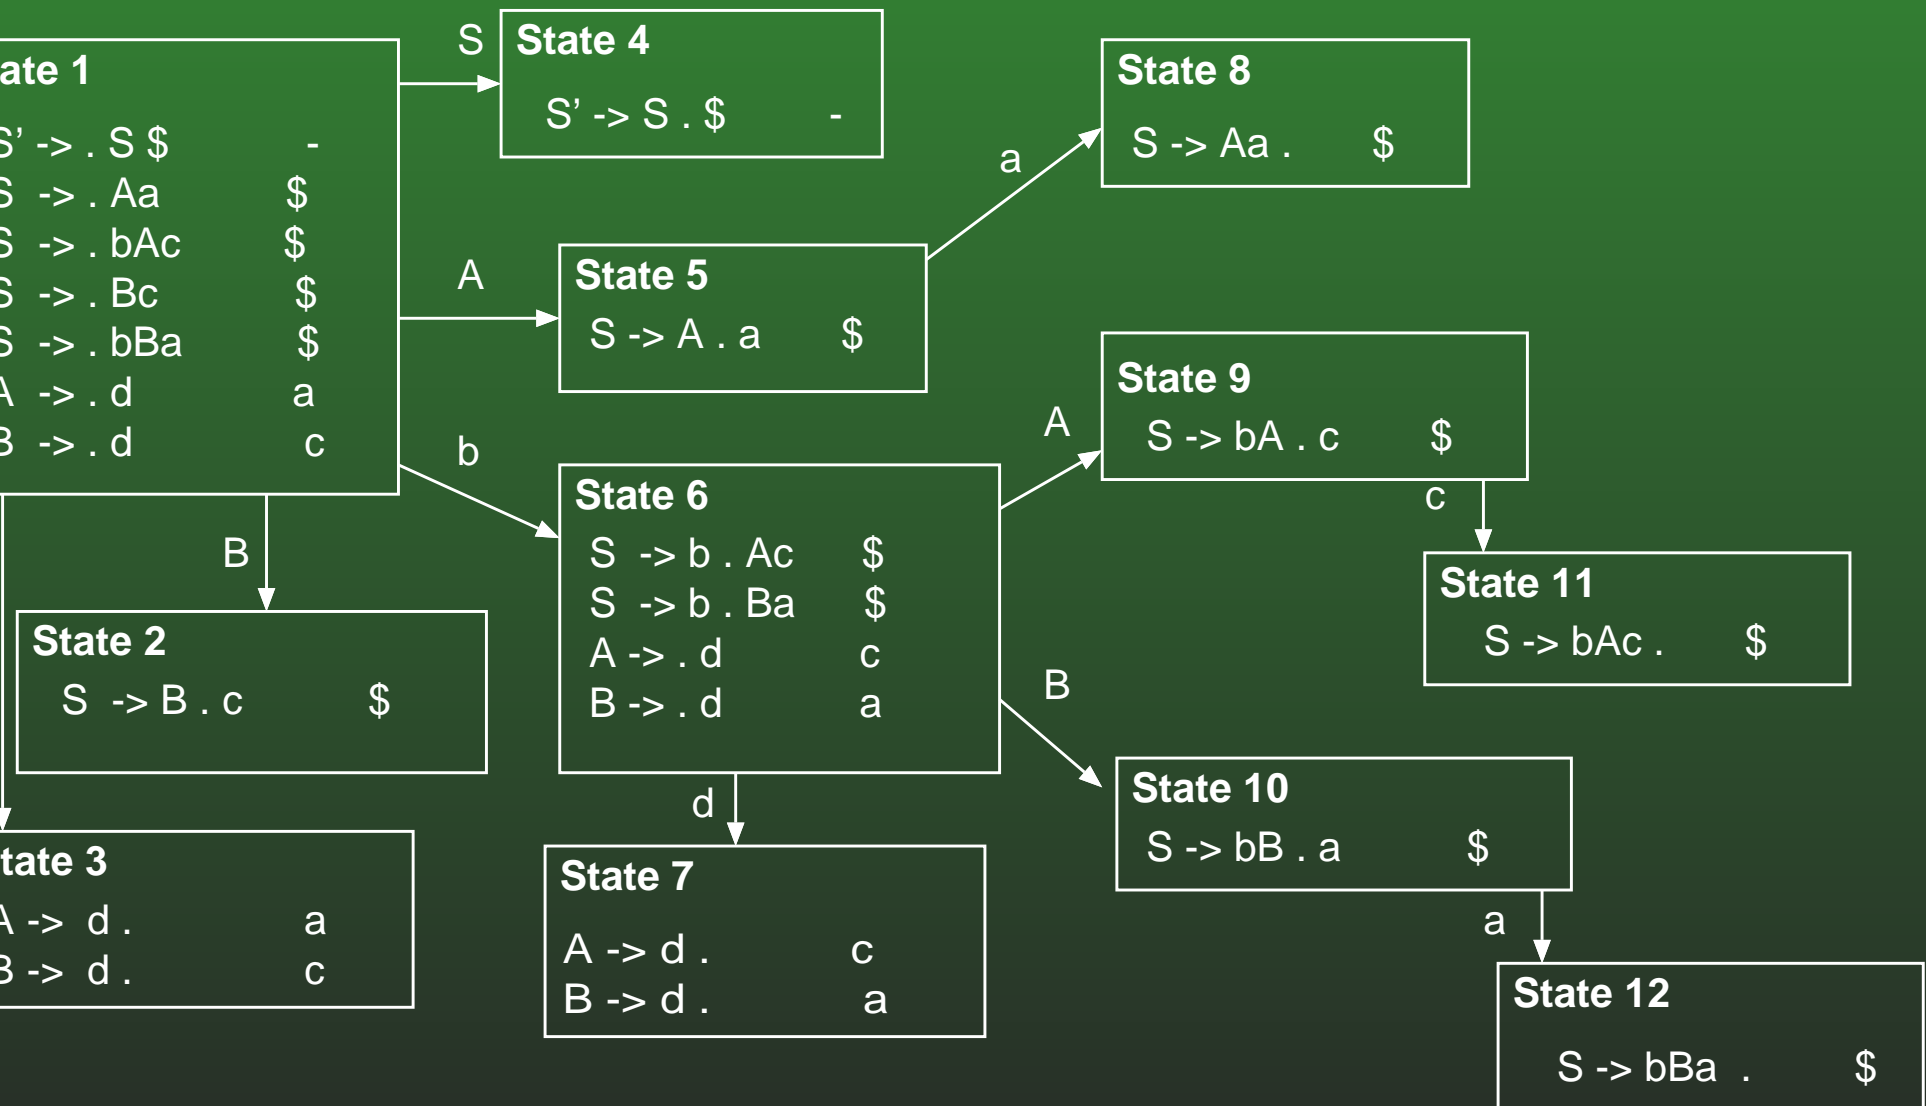 ate 1
S’ -> . S $ -
S -> . Aa $
S -> . bAc $
S -> . Bc $
S -> . bBa $
A -> . d a
B -> . d c
S
State 4
S’ -> S . $ -
A
State 5
S -> A . a $
a
State 8
S -> Aa . $
b
State 6
S -> b . Ac $
S -> b . Ba $
A -> . d c
B -> . d a
A
State 9
S -> bA . c $
c
State 11
S -> bAc . $
B
State 2
S -> B . c $
B
State 10
S -> bB . a $
d
State 7
A -> d . c
B -> d . a
tate 3
A -> d . a
B -> d . c
a
State 12
S -> bBa . $